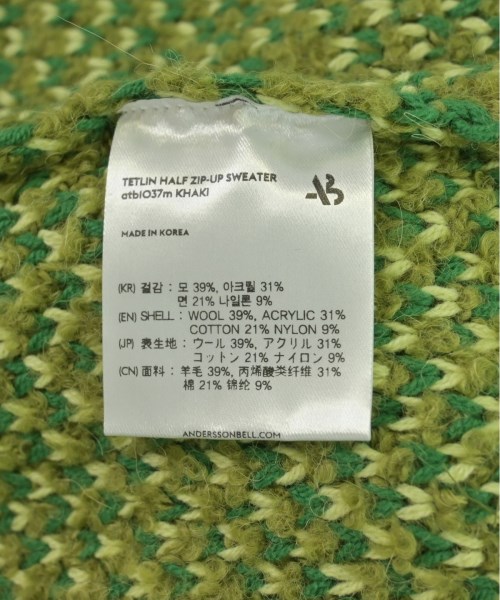 TETLIN HALF ZIP-UP SWEATER
atb1037m KHAKI
AB
MADE IN KOREA
(KR) 겉감 : 모 39%, 아크릴 31%
면 21% 나일론 9%
(EN) SHELL : WOOL 39%, ACRYLIC 31%
COTTON 21% NYLON 9%
(JP) 表生地 : ウール 39%, アクリル 31%
コットン 21% ナイロン 9%
(CN) 面料 : 羊毛 39%, 丙烯酸类纤维 31%
棉 21% 锦纶 9%
ANDERSSONBELL.COM